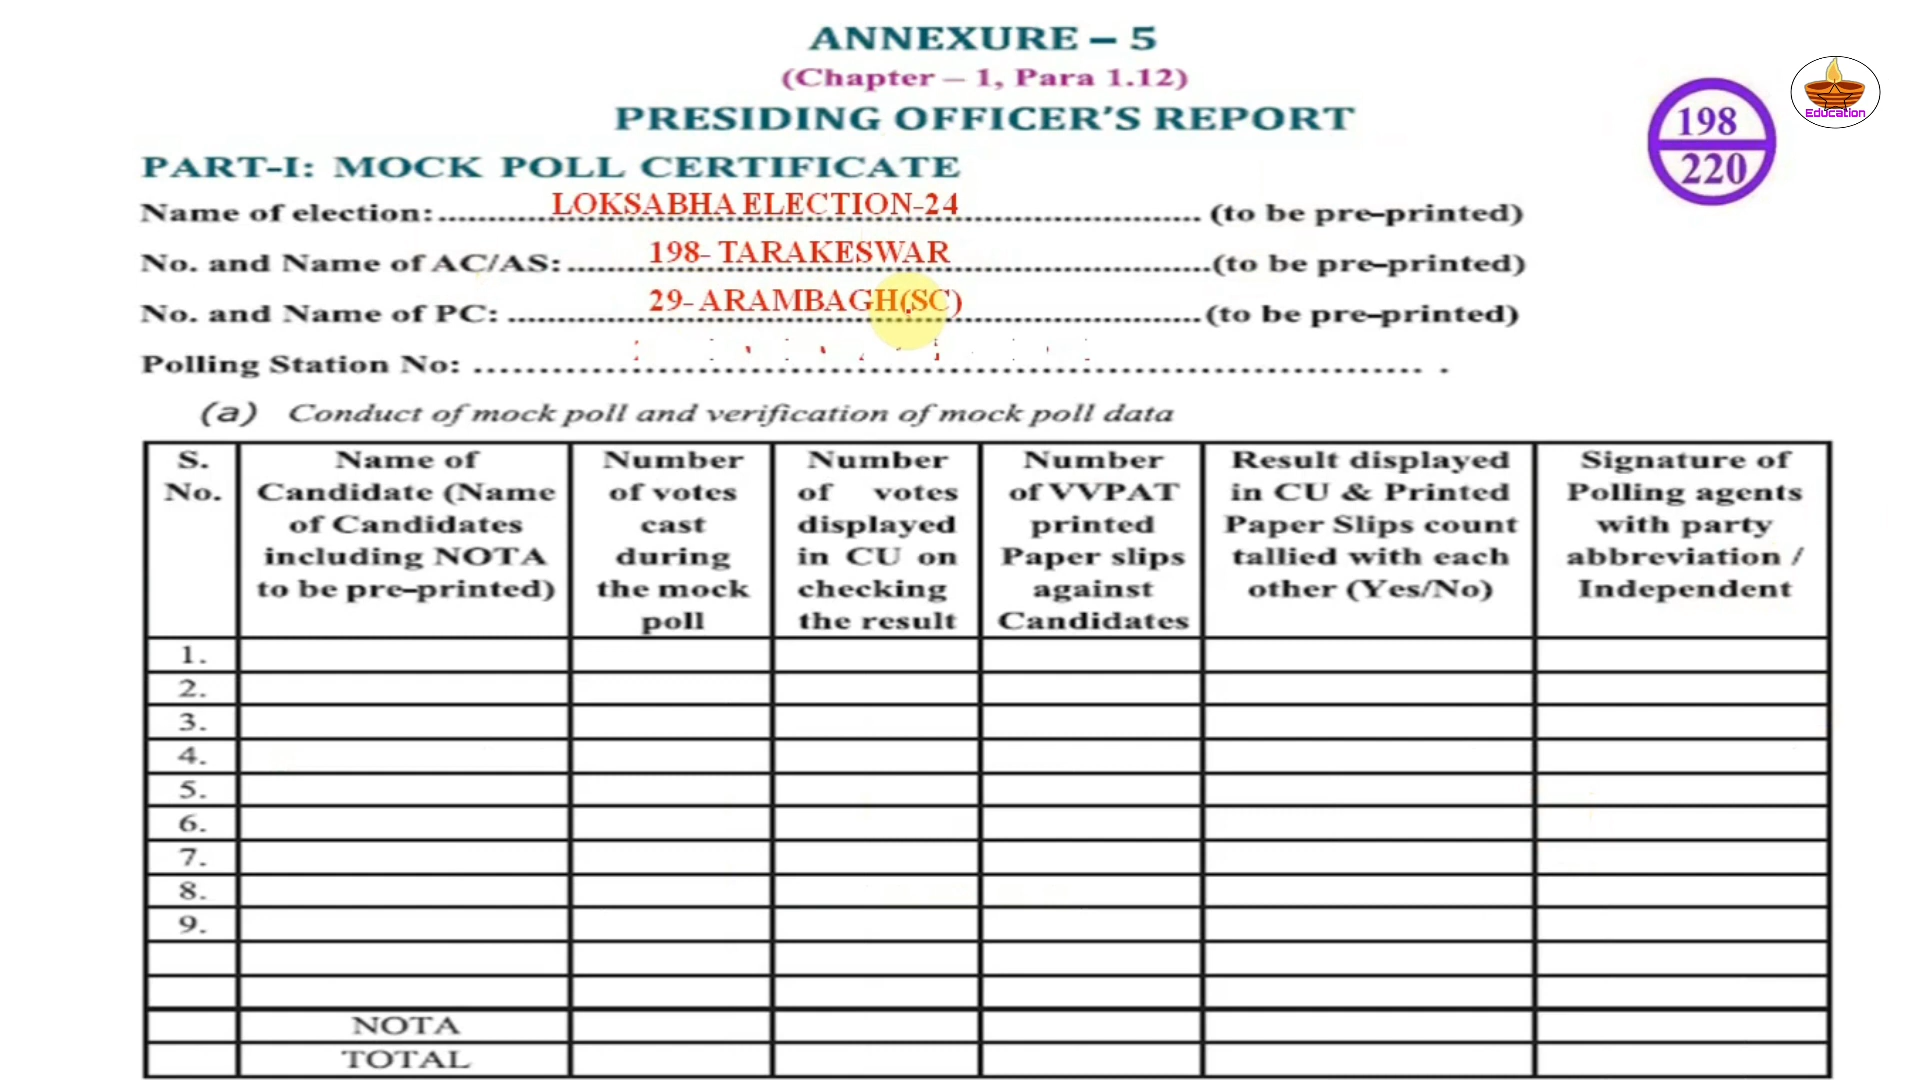 ANNEXURE – 5
(Chapter – 1, Para 1.12)
PRESIDING OFFICER'S REPORT
198
220
Education
PART-I: MOCK POLL CERTIFICATE
Name of election:.......... LOKSABHA ELECTION-24 .......... (to be pre-printed)
No. and Name of AC/AS:.......... 198- TARAKESWAR ..........(to be pre-printed)
No. and Name of PC: .......... 29- ARAMBAGH(SC) ..........(to be pre-printed)
Polling Station No: ..............................
(a) Conduct of mock poll and verification of mock poll data
S. No.
Name of Candidate (Name of Candidates including NOTA to be pre-printed)
Number of votes cast during the mock poll
Number of votes displayed in CU on checking the result
Number of VVPAT printed Paper slips against Candidates
Result displayed in CU & Printed Paper Slips count tallied with each other (Yes/No)
Signature of Polling agents with party abbreviation / Independent
1.
2.
3.
4.
5.
6.
7.
8.
9.
NOTA
TOTAL